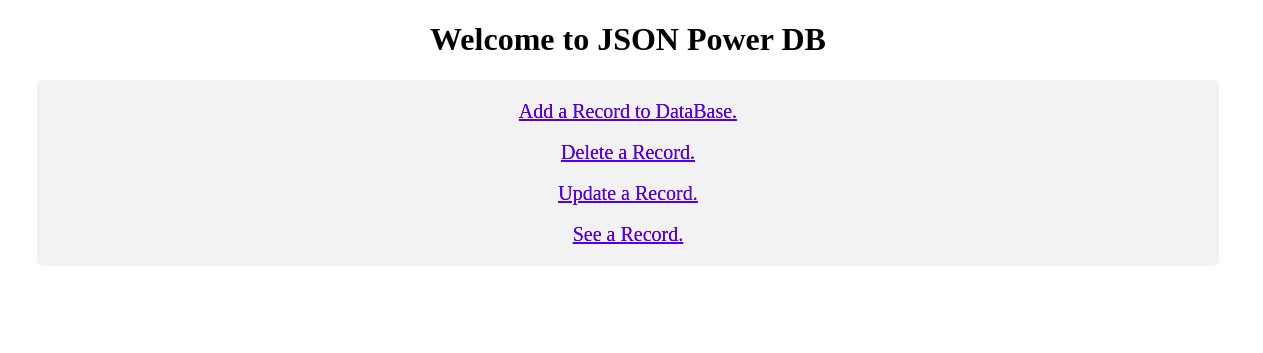 Welcome to JSON Power DB
Add a Record to DataBase.
Delete a Record.
Update a Record.
See a Record.